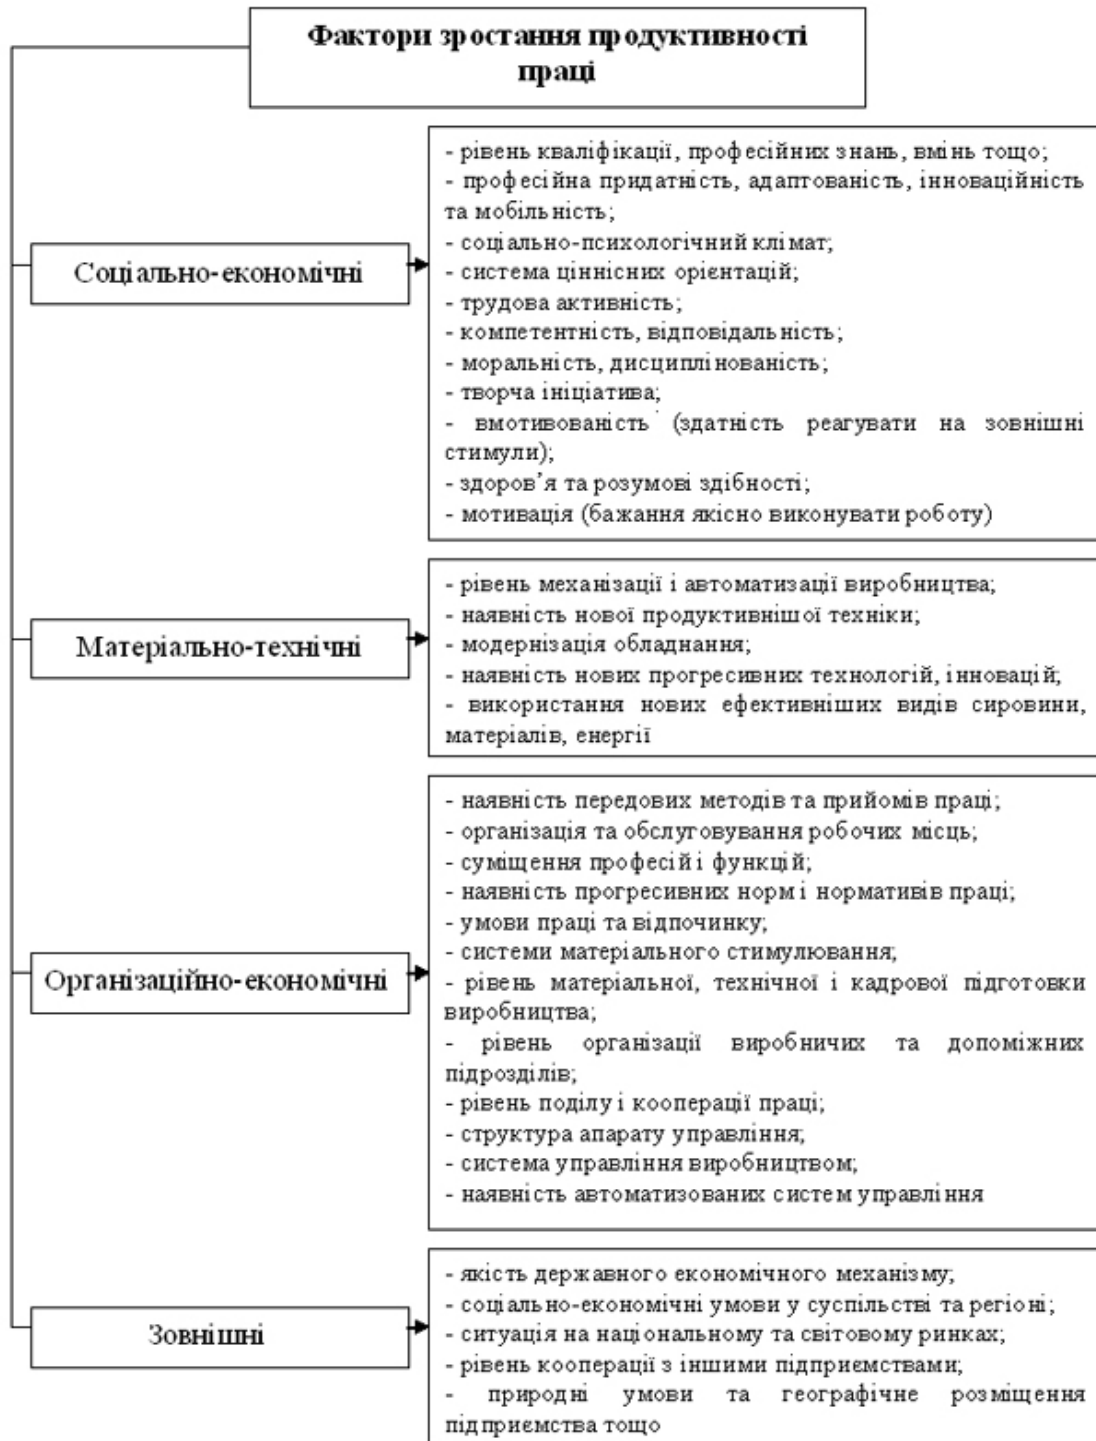 Фактори зростання продуктивності
праці
Соціально-економічні
- рівень кваліфікації, професійних знань, вмінь тощо;
- професійна придатність, адаптованість, інноваційність
та мобільність;
- соціально-психологічний клімат;
- система ціннісних орієнтацій;
- трудова активність;
- компетентність, відповідальність;
- моральність, дисциплінованість;
- творча ініціатива;
- вмотивованість (здатність реагувати на зовнішні
стимули);
- здоров’я та розумові здібності;
- мотивація (бажання якісно виконувати роботу)
Матеріально-технічні
- рівень механізації і автоматизації виробництва;
- наявність нової продуктивнішої техніки;
- модернізація обладнання;
- наявність нових прогресивних технологій, інновацій;
- використання нових ефективніших видів сировини,
матеріалів, енергії
Організаційно-економічні
- наявність передових методів та прийомів праці;
- організація та обслуговування робочих місць;
- суміщення професій і функцій;
- наявність прогресивних норм і нормативів праці;
- умови праці та відпочинку;
- системи матеріального стимулювання;
- рівень матеріальної, технічної і кадрової підготовки
виробництва;
- рівень організації виробничих та допоміжних
підрозділів;
- рівень поділу і кооперації праці;
- структура апарату управління;
- система управління виробництвом;
- наявність автоматизованих систем управління
Зовнішні
- якість державного економічного механізму;
- соціально-економічні умови у суспільстві та регіоні;
- ситуація на національному та світовому ринках;
- рівень кооперації з іншими підприємствами;
- природні умови та географічне розміщення
підприємства тощо